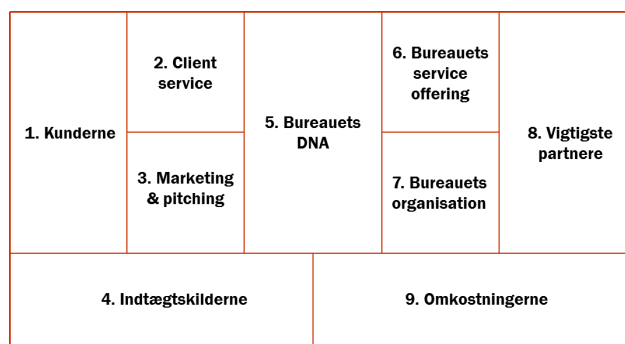 1. Kunderne
2. Client
service
3. Marketing
& pitching
4. Indtægtskilderne
5. Bureauets
DNA
6. Bureauets
service
offering
7. Bureauets
organisation
8. Vigtigste
partnere
9. Omkostningerne